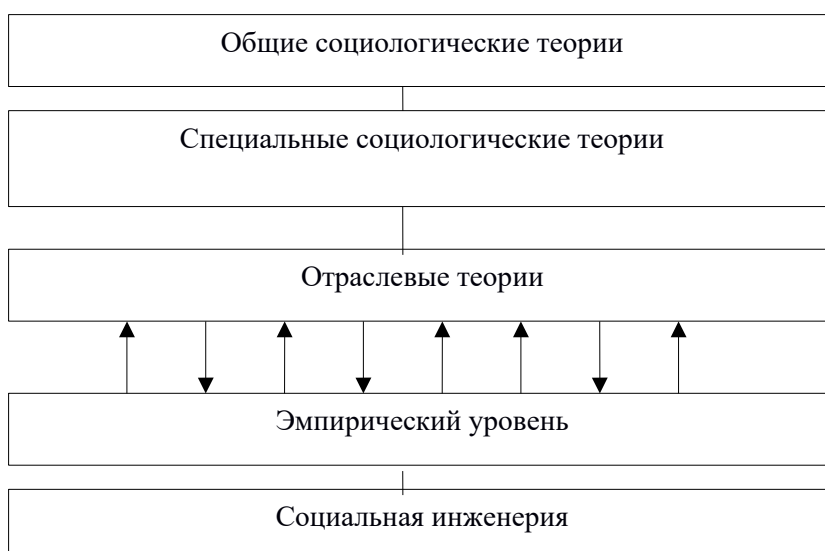 Общие социологические теории
Специальные социологические теории
Отраслевые теории
Эмпирический уровень
Социальная инженерия